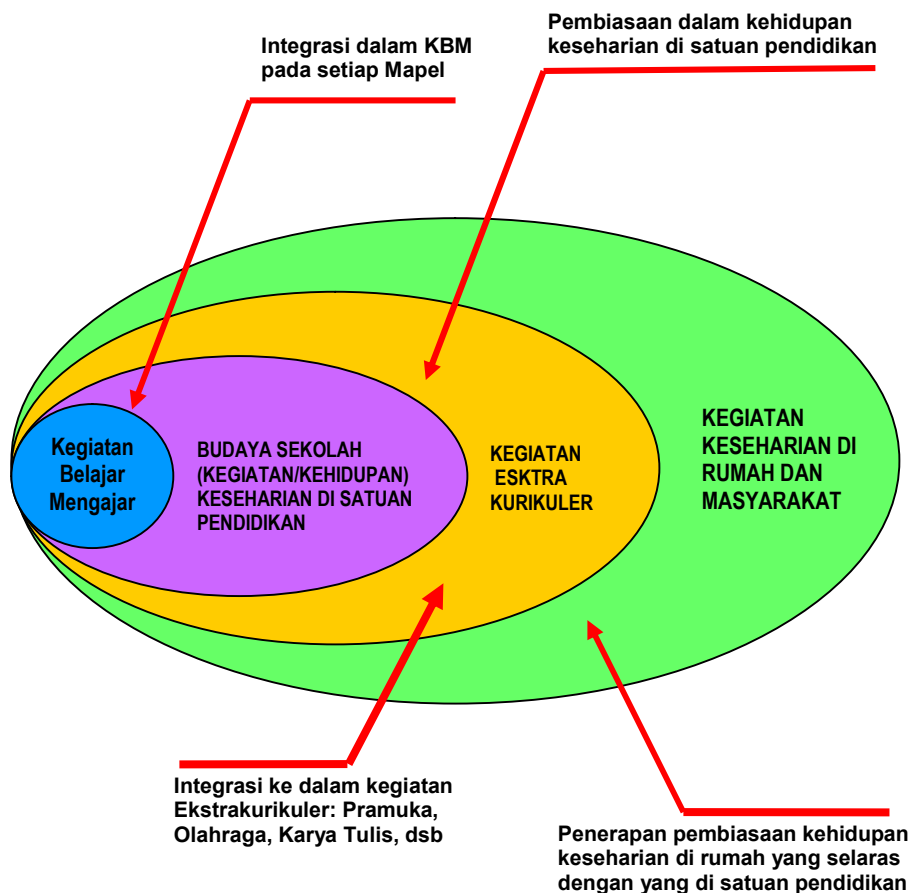 Integrasi dalam KBM
pada setiap Mapel
Pembiasaan dalam kehidupan
keseharian di satuan pendidikan
Kegiatan
Belajar
Mengajar
BUDAYA SEKOLAH
(KEGIATAN/KEHIDUPAN)
KESEHARIAN DI SATUAN
PENDIDIKAN
KEGIATAN
ESKTRA
KURIKULER
KEGIATAN
KESEHARIAN DI
RUMAH DAN
MASYARAKAT
Integrasi ke dalam kegiatan
Ekstrakurikuler: Pramuka,
Olahraga, Karya Tulis, dsb
Penerapan pembiasaan kehidupan
keseharian di rumah yang selaras
dengan yang di satuan pendidikan